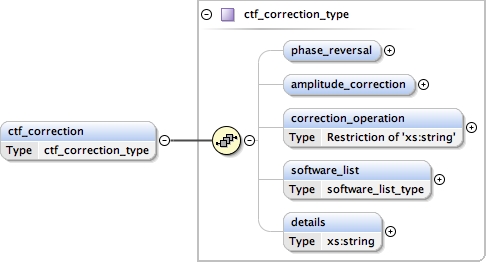 ctf_correction_type
phase_reversal
amplitude_correction
correction_operation
Type Restriction of 'xs:string'
ctf_correction
Type ctf_correction_type
software_list
Type software_list_type
details
Type xs:string